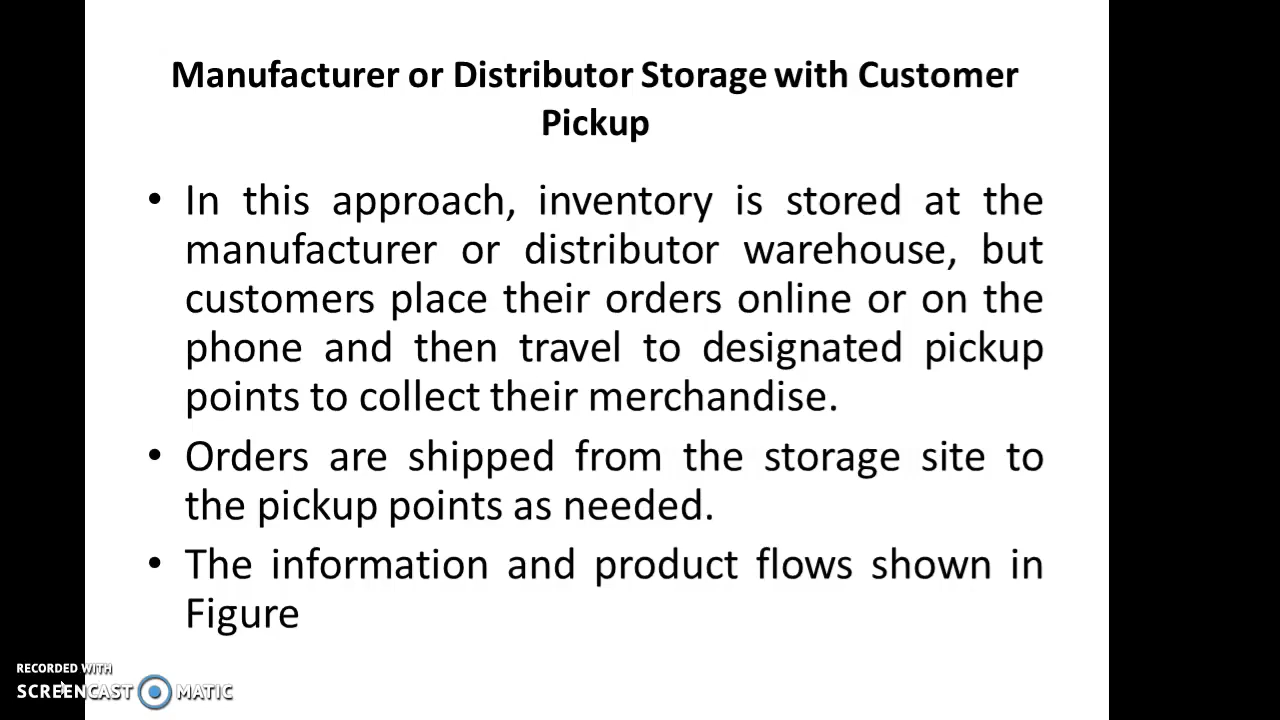 Manufacturer or Distributor Storage with Customer
Pickup
• In this approach, inventory is stored at the
manufacturer or distributor warehouse, but
customers place their orders online or on the
phone and then travel to designated pickup
points to collect their merchandise.
• Orders are shipped from the storage site to
the pickup points as needed.
• The information and product flows shown in
Figure
RECORDED WITH
SCREENCAST MATIC